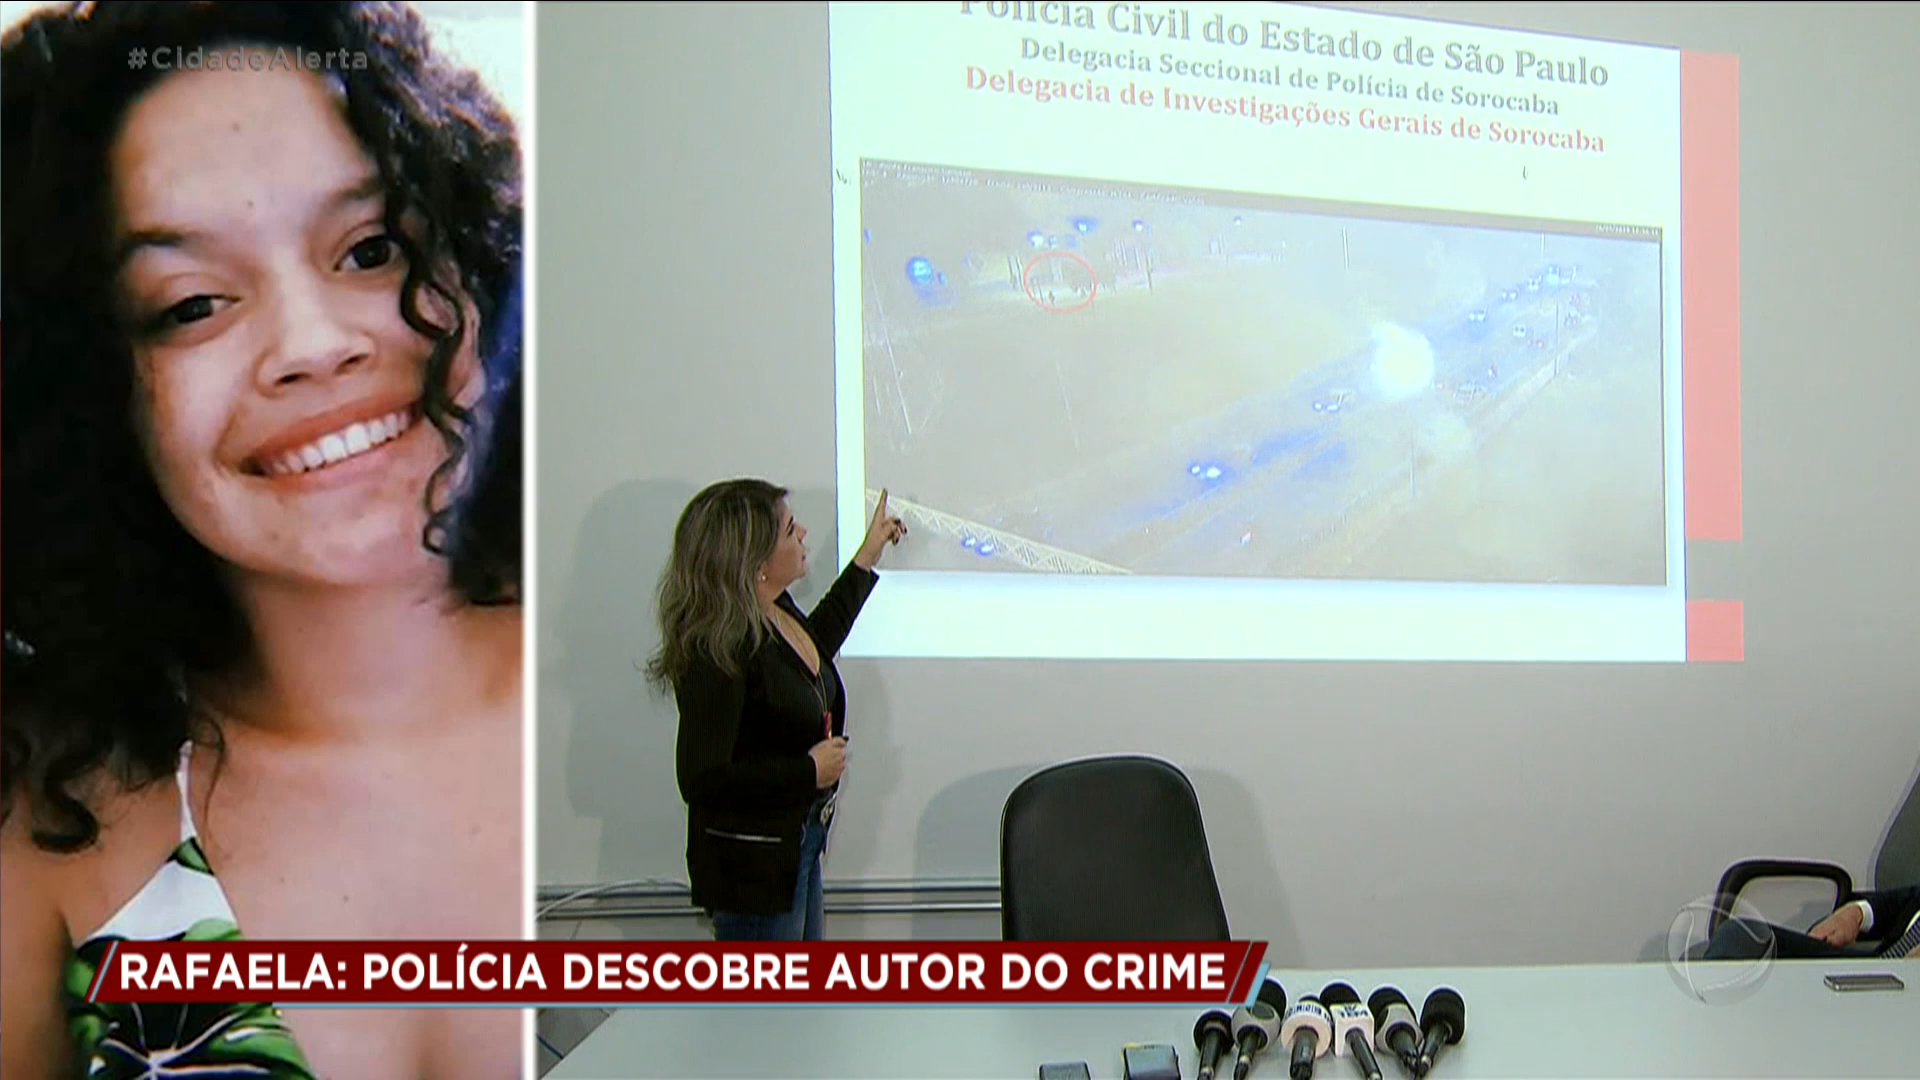 #CidadeAlerta
Polícia Civil do Estado de São Paulo
Delegacia Seccional de Polícia de Sorocaba
Delegacia de Investigações Gerais de Sorocaba
RAFAELA: POLÍCIA DESCOBRE AUTOR DO CRIME
TEM